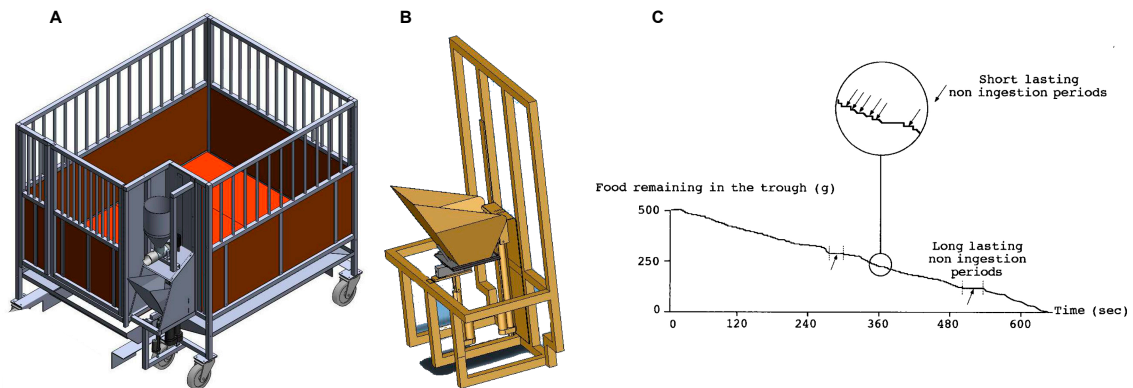 A
B
C
Short lasting
non ingestion periods
Food remaining in the trough (g)
500
250
0
Long lasting
non ingestion
periods
0
120
240
360
480
600
Time (sec)